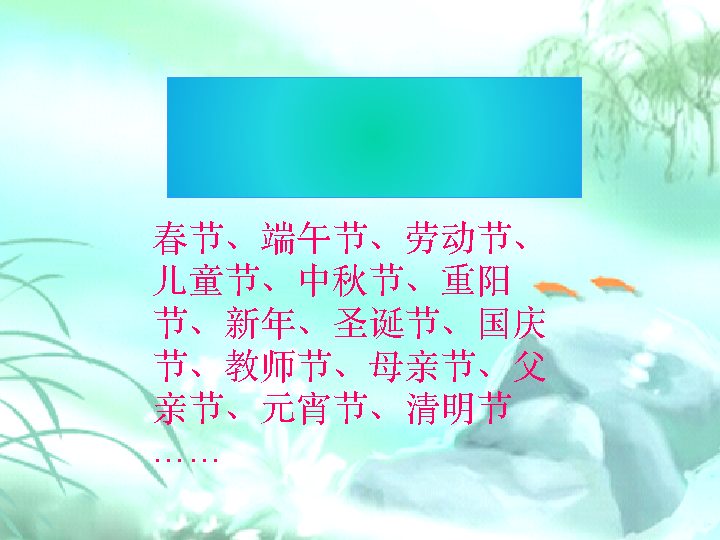 春节、端午节、劳动节、
儿童节、中秋节、重阳
节、新年、圣诞节、国庆
节、教师节、母亲节、父
亲节、元宵节、清明节
……